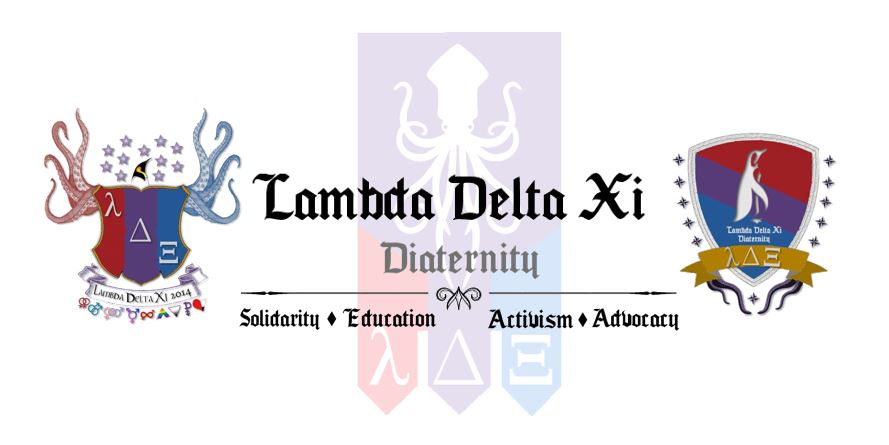 Lambda Delta Xi
Diaternity
Solidarity ♦ Education Activism ♦ Advocacy
λ Δ Ξ
λ
Δ
Ξ
LAMBDA DELTA XI 2014
Lambda Delta Xi
Diaternity
λΔΞ